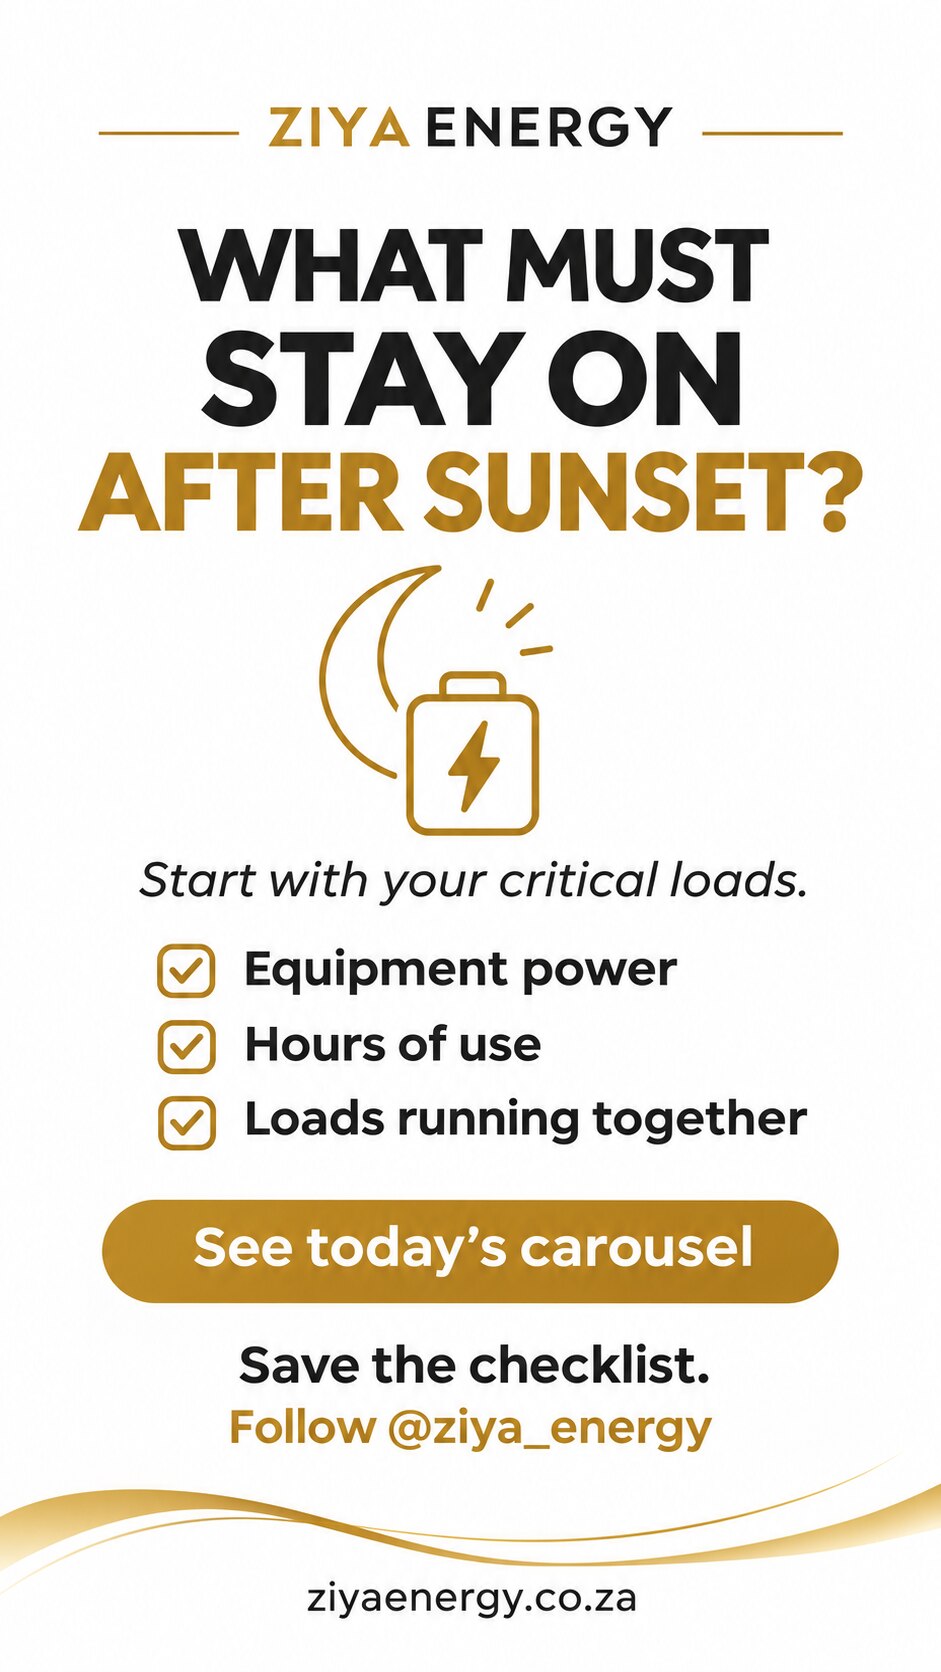 ZIYA ENERGY
WHAT MUST
STAY ON
AFTER SUNSET?
Start with your critical loads.
Equipment power
Hours of use
Loads running together
See today’s carousel
Save the checklist.
Follow @ziya_energy
ziyaenergy.co.za